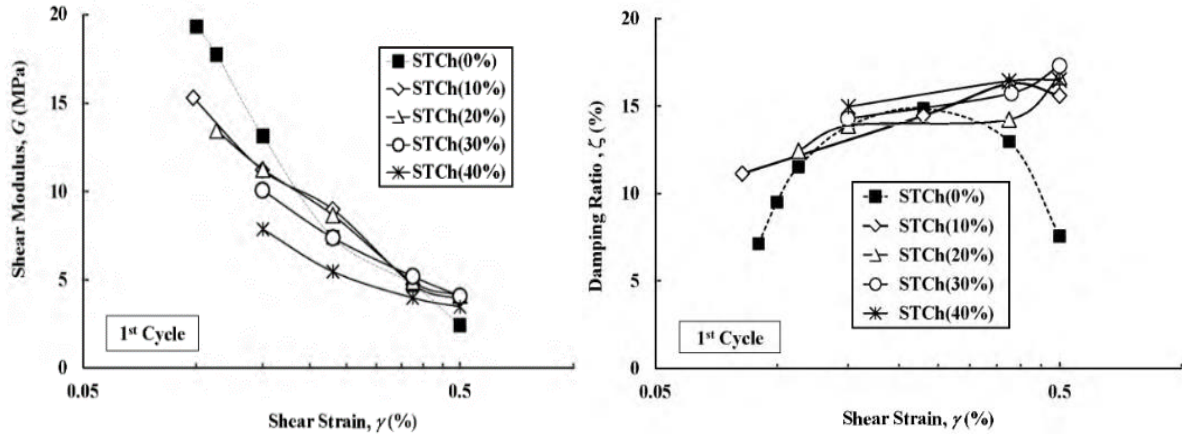 20
15
10
5
0
Shear Modulus, G (MPa)
STCh(0%)
STCh(10%)
STCh(20%)
STCh(30%)
STCh(40%)
1st Cycle
0.05
0.5
Shear Strain, γ (%)
20
15
10
5
0
Damping Ratio , ζ (%)
STCh(0%)
STCh(10%)
STCh(20%)
STCh(30%)
STCh(40%)
1st Cycle
0.05
0.5
Shear Strain, γ (%)